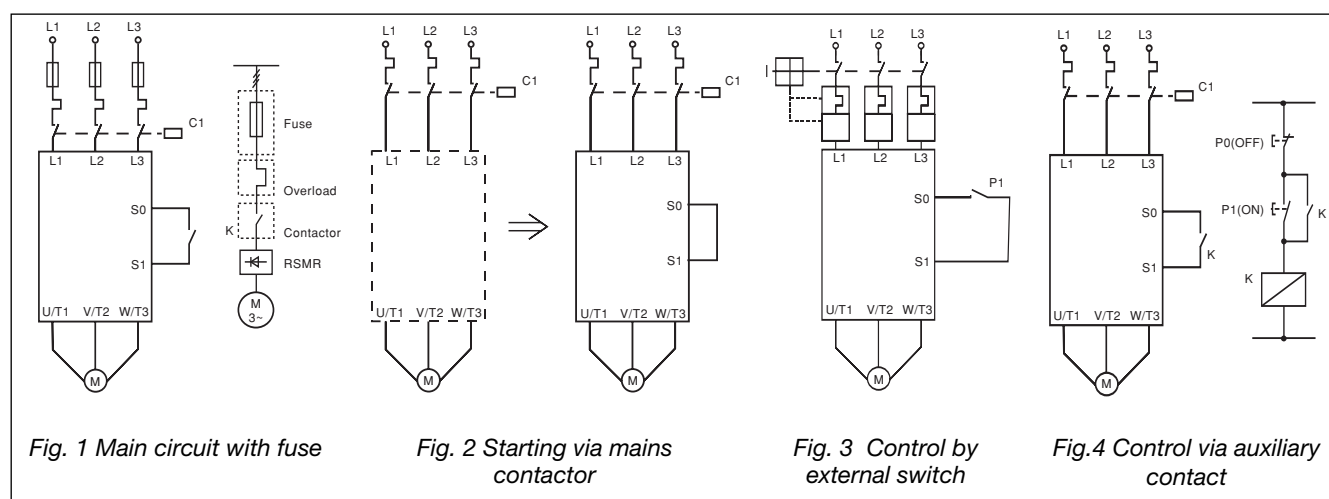 L1 L2 L3
C1
L1 L2 L3
S0
S1
U/T1 V/T2 W/T3
M
Fuse
Overload
K Contactor
RSMR
M
3~
Fig. 1 Main circuit with fuse
L1 L2 L3
C1
L1 L2 L3
U/T1 V/T2 W/T3
M
L1 L2 L3
C1
L1 L2 L3
S0
S1
U/T1 V/T2 W/T3
M
Fig. 2 Starting via mains
contactor
L1 L2 L3
I
L1 L2 L3
S0 P1
S1
U/T1 V/T2 W/T3
M
Fig. 3 Control by
external switch
L1 L2 L3
C1
L1 L2 L3
S0
K
S1
U/T1 V/T2 W/T3
M
P0(OFF)
P1(ON) K
K
Fig.4 Control via auxiliary
contact